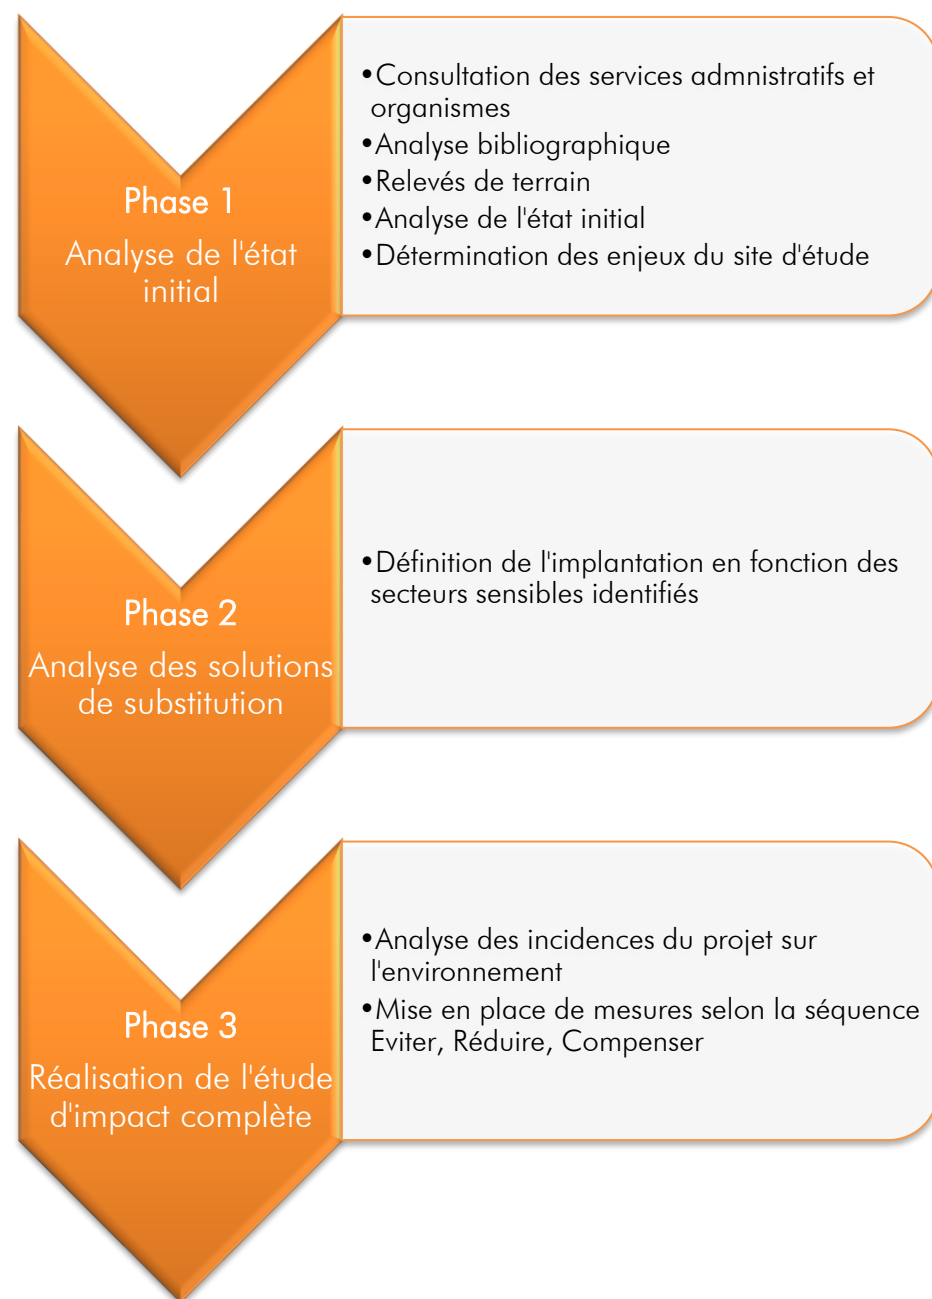 Phase 1
Analyse de l'état
initial
•Consultation des services admnistratifs et
organismes
•Analyse bibliographique
•Relevés de terrain
•Analyse de l'état initial
•Détermination des enjeux du site d'étude
Phase 2
Analyse des solutions
de substitution
•Définition de l'implantation en fonction des
secteurs sensibles identifiés
Phase 3
Réalisation de l'étude
d'impact complète
•Analyse des incidences du projet sur
l'environnement
•Mise en place de mesures selon la séquence
Eviter, Réduire, Compenser